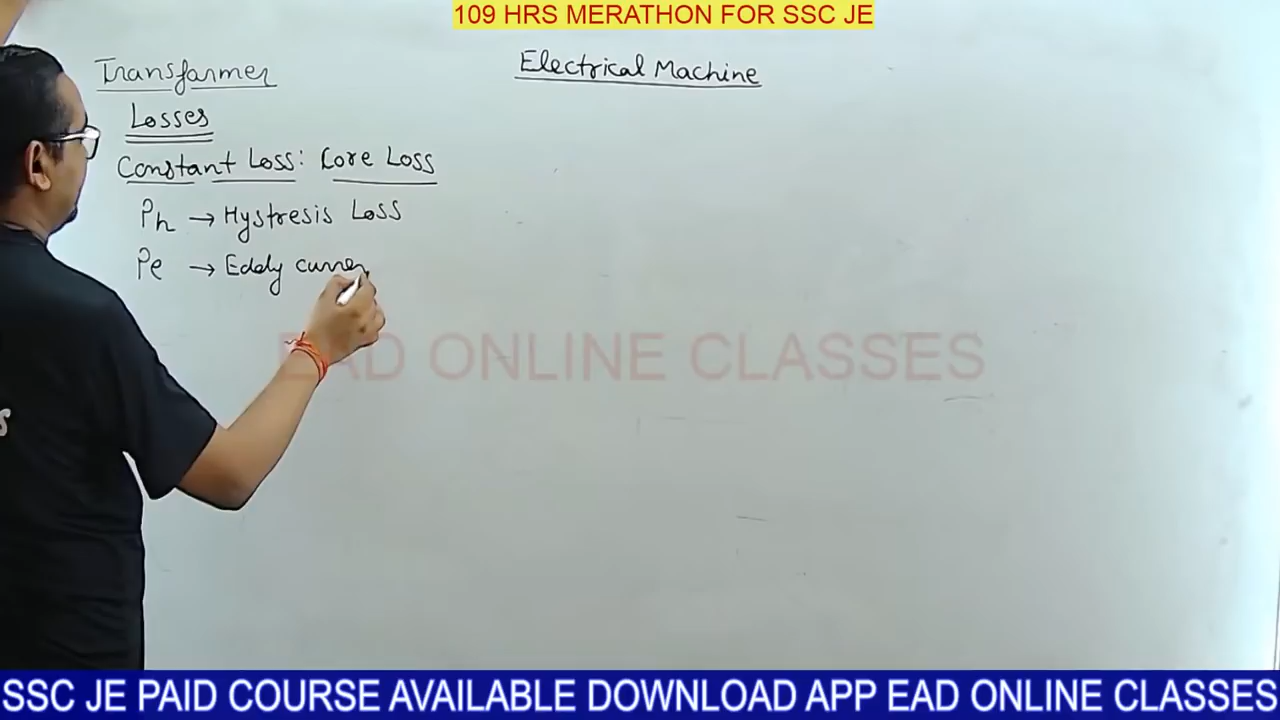 109 HRS MERATHON FOR SSC JE
Electrical Machine
Transformer
Losses
Constant Loss: Core Loss
Ph → Hystresis Loss
Pe → Eddy curren
EAD ONLINE CLASSES
SSC JE PAID COURSE AVAILABLE DOWNLOAD APP EAD ONLINE CLASSES